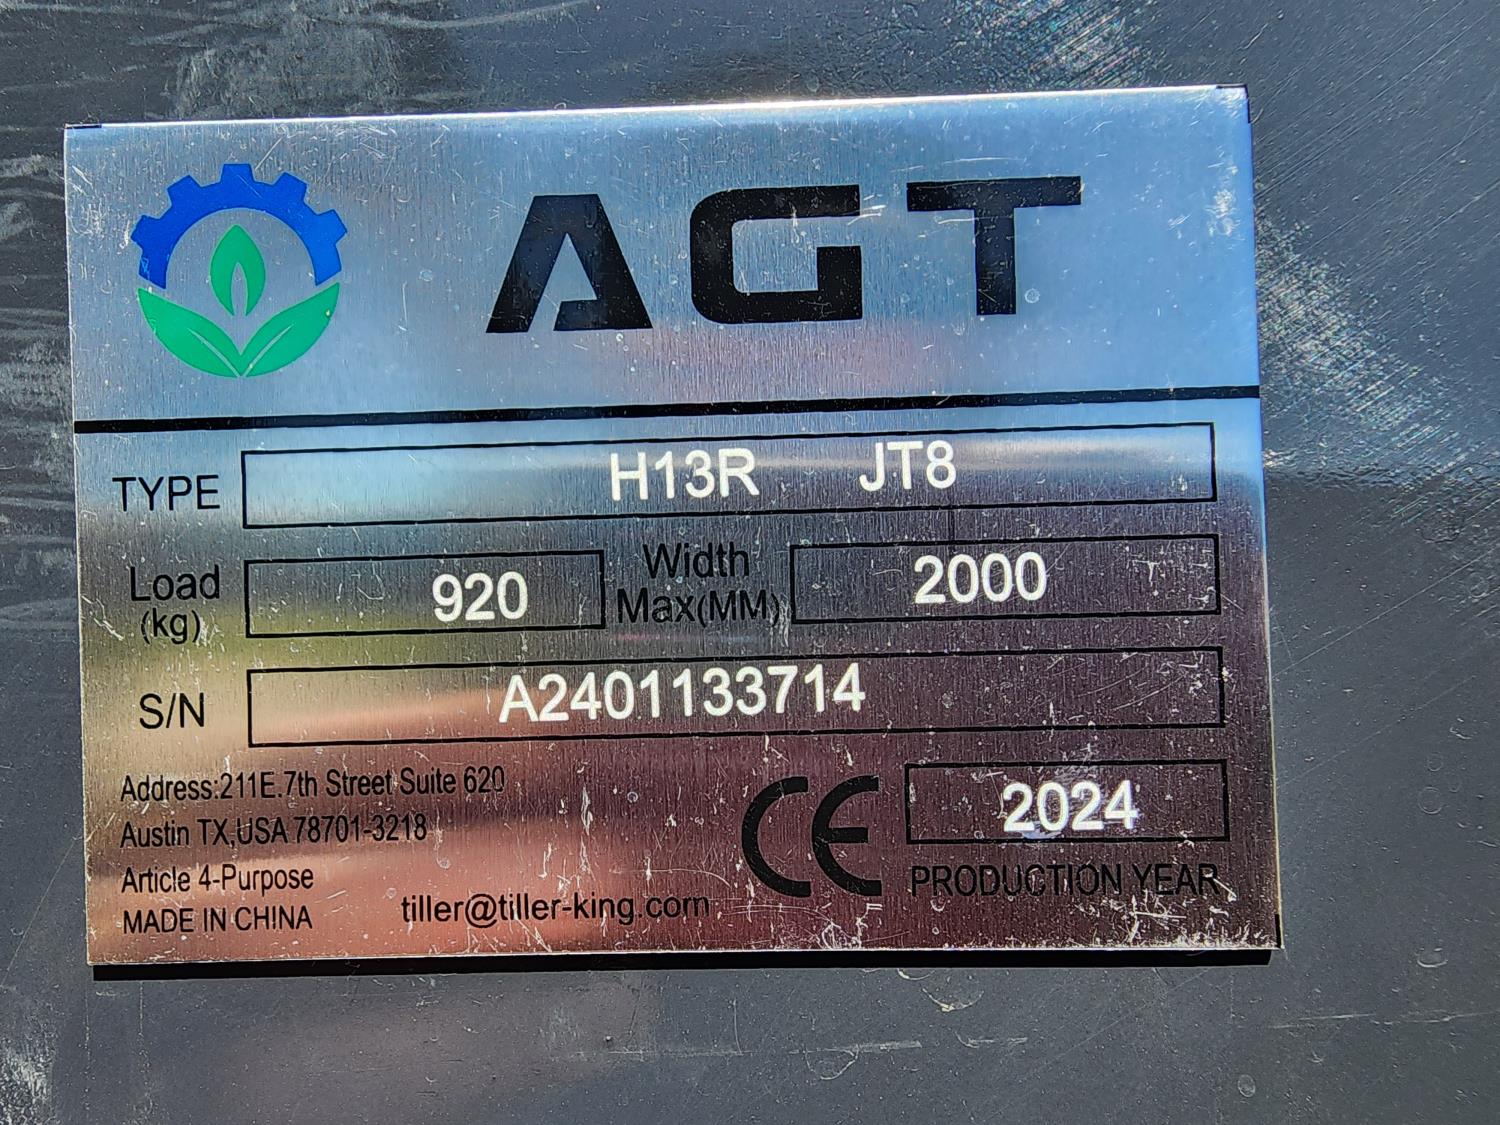 AGT
TYPE H13R JT8
Load (kg) 920 Width Max(MM) 2000
S/N A2401133714
Address:211E.7th Street Suite 620
Austin TX,USA 78701-3218
Article 4-Purpose
MADE IN CHINA
tiller@tiller-king.com
CE
2024
PRODUCTION YEAR